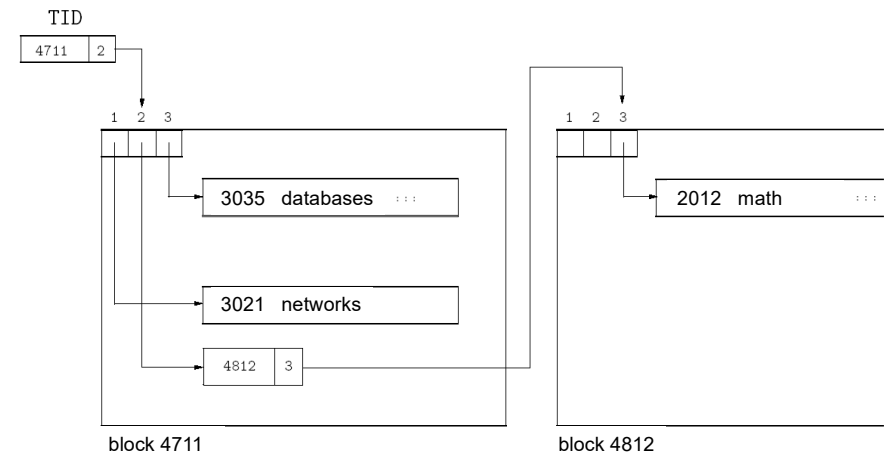 TID
4711 2
1 2 3
1 2 3
3035 databases :::
2012 math :::
3021 networks
4812 3
block 4711
block 4812